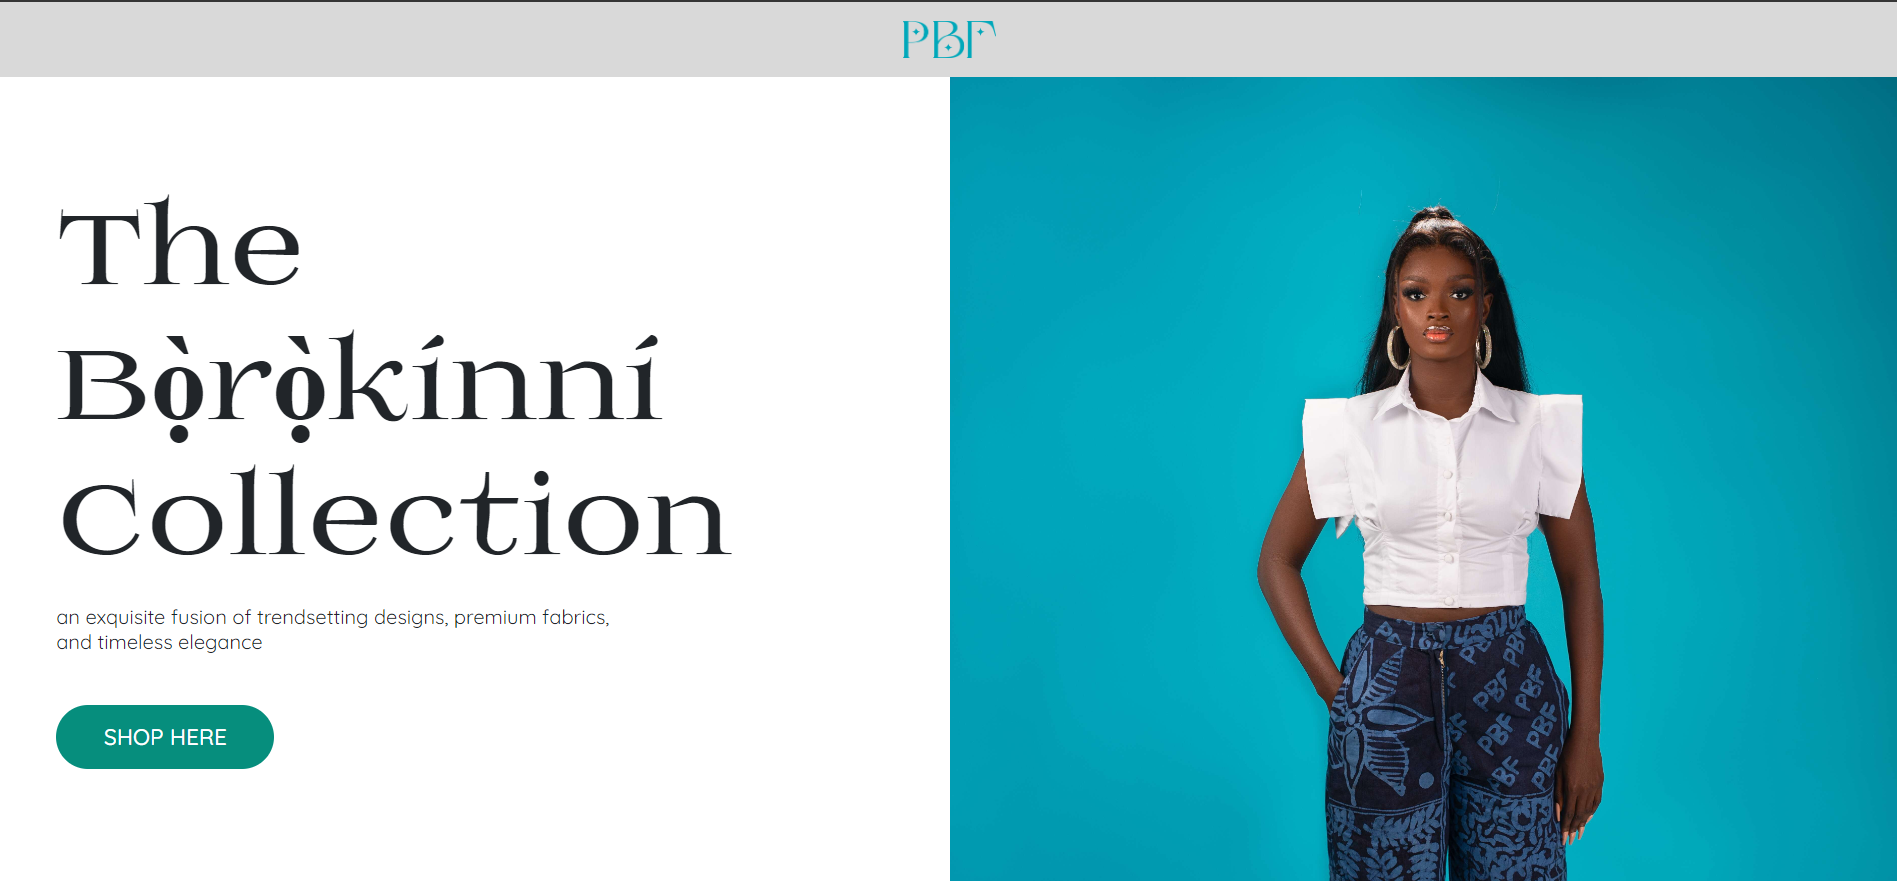 PBF
The
Bọ̀rọ̀kínní
Collection
an exquisite fusion of trendsetting designs, premium fabrics,
and timeless elegance
SHOP HERE
PBF
PBF
PBF
PBF
PBF
PBF